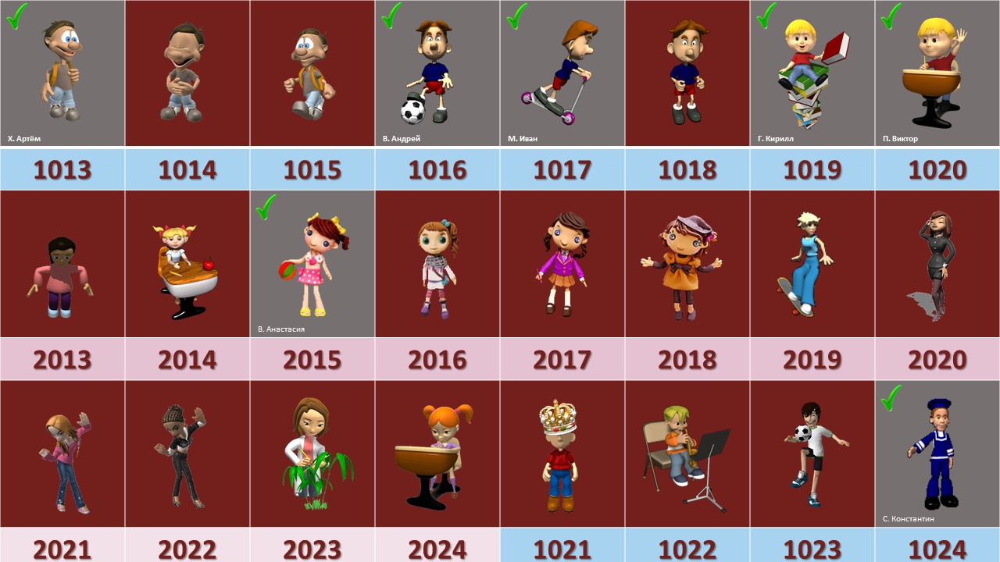 Х. Артём
В. Андрей
М. Иван
Г. Кирилл
П. Виктор
1013 1014 1015 1016 1017 1018 1019 1020
В. Анастасия
2013 2014 2015 2016 2017 2018 2019 2020
С. Константин
2021 2022 2023 2024 1021 1022 1023 1024